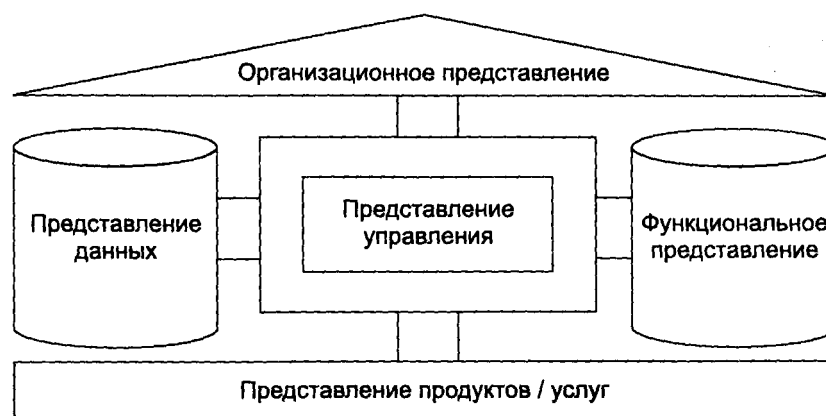 Организационное представление
Представление
данных
Представление
управления
Функциональное
представление
Представление продуктов / услуг